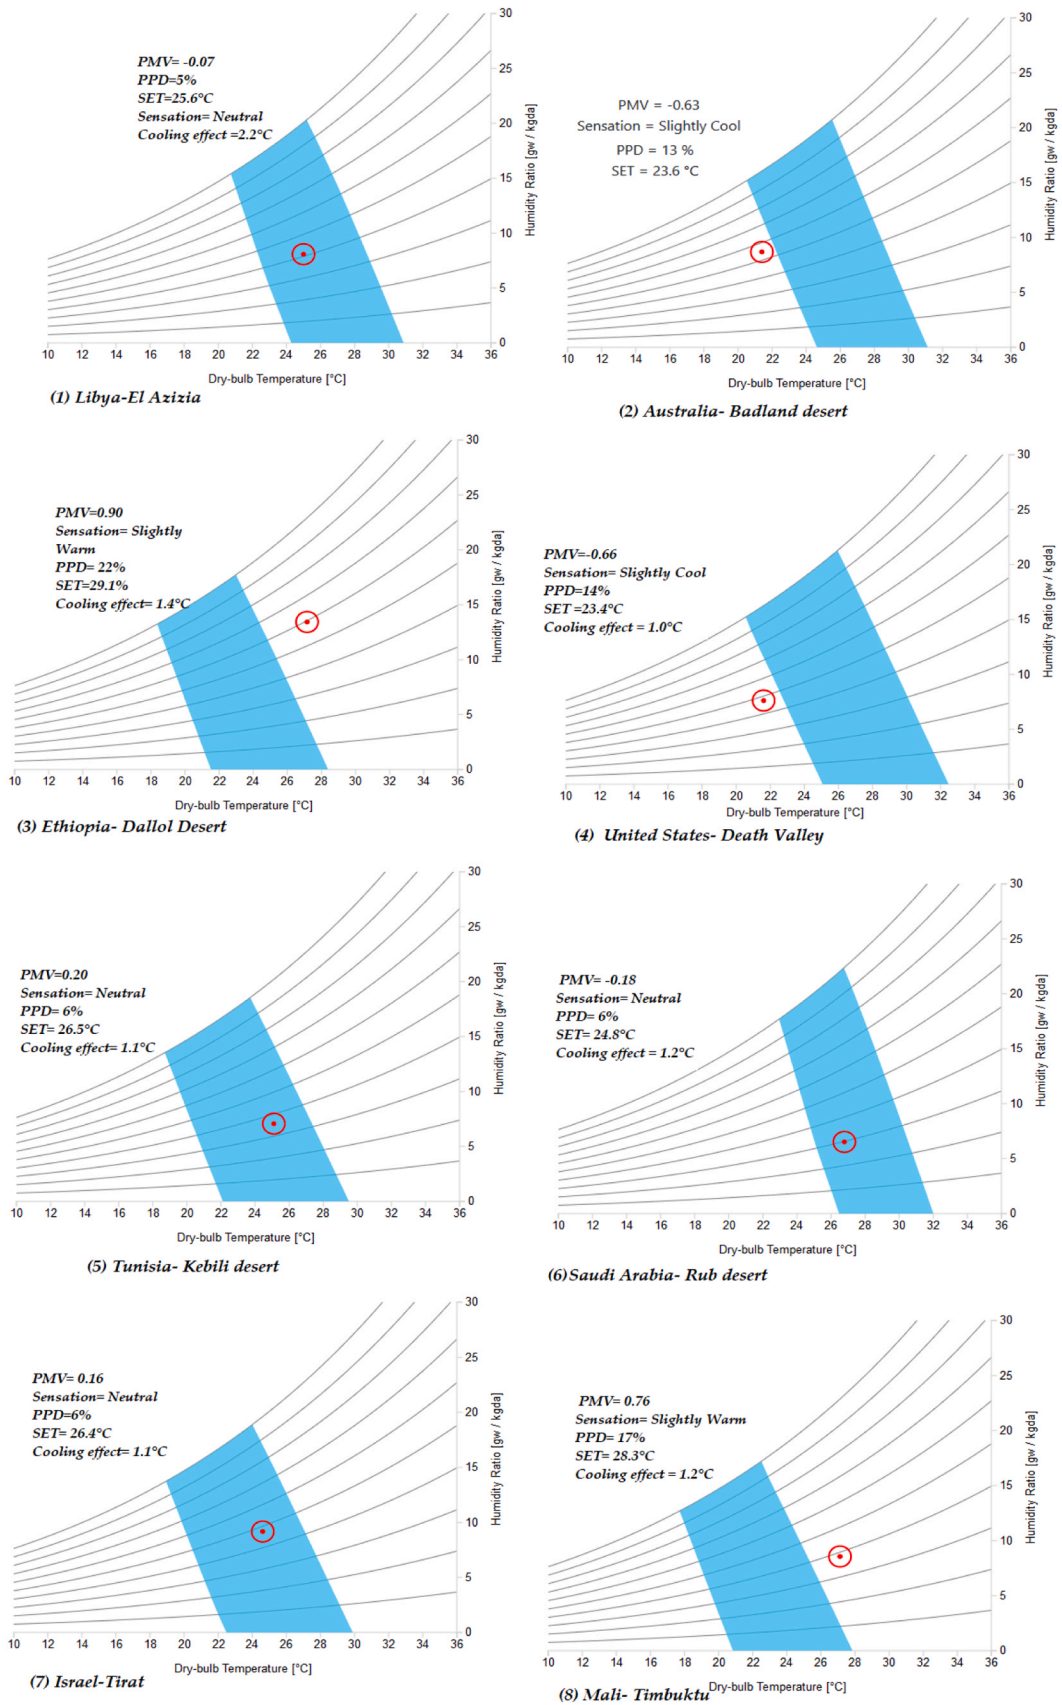 PMV= -0.07
PPD=5%
SET=25.6°C
Sensation= Neutral
Cooling effect =2.2°C
30
25
20
15
10
5
0
Humidity Ratio [gw / kgda]
10 12 14 16 18 20 22 24 26 28 30 32 34 36
Dry-bulb Temperature [°C]
(1) Libya-El Azizia
PMV = -0.63
Sensation = Slightly Cool
PPD = 13 %
SET = 23.6 °C
30
25
20
15
10
5
0
Humidity Ratio [gw / kgda]
10 12 14 16 18 20 22 24 26 28 30 32 34 36
Dry-bulb Temperature [°C]
(2) Australia- Badland desert
PMV=0.90
Sensation= Slightly
Warm
PPD= 22%
SET=29.1%
Cooling effect= 1.4°C
30
25
20
15
10
5
0
Humidity Ratio [gw / kgda]
10 12 14 16 18 20 22 24 26 28 30 32 34 36
Dry-bulb Temperature [°C]
(3) Ethiopia- Dallol Desert
PMV=-0.66
Sensation= Slightly Cool
PPD=14%
SET =23.4°C
Cooling effect = 1.0°C
30
25
20
15
10
5
0
Humidity Ratio [gw / kgda]
10 12 14 16 18 20 22 24 26 28 30 32 34 36
Dry-bulb Temperature [°C]
(4) United States- Death Valley
PMV=0.20
Sensation= Neutral
PPD= 6%
SET= 26.5°C
Cooling effect= 1.1°C
30
25
20
15
10
5
0
Humidity Ratio [gw / kgda]
10 12 14 16 18 20 22 24 26 28 30 32 34 36
Dry-bulb Temperature [°C]
(5) Tunisia- Kebili desert
PMV= -0.18
Sensation= Neutral
PPD= 6%
SET= 24.8°C
Cooling effect = 1.2°C
30
25
20
15
10
5
0
Humidity Ratio [gw / kgda]
10 12 14 16 18 20 22 24 26 28 30 32 34 36
Dry-bulb Temperature [°C]
(6)Saudi Arabia- Rub desert
PMV= 0.16
Sensation= Neutral
PPD=6%
SET= 26.4°C
Cooling effect= 1.1°C
30
25
20
15
10
5
0
Humidity Ratio [gw / kgda]
10 12 14 16 18 20 22 24 26 28 30 32 34 36
Dry-bulb Temperature [°C]
(7) Israel-Tirat
PMV= 0.76
Sensation= Slightly Warm
PPD= 17%
SET= 28.3°C
Cooling effect = 1.2°C
30
25
20
15
10
5
0
Humidity Ratio [gw / kgda]
10 12 14 16 18 20 22 24 26 28 30 32 34 36
Dry-bulb Temperature [°C]
(8) Mali- Timbuktu